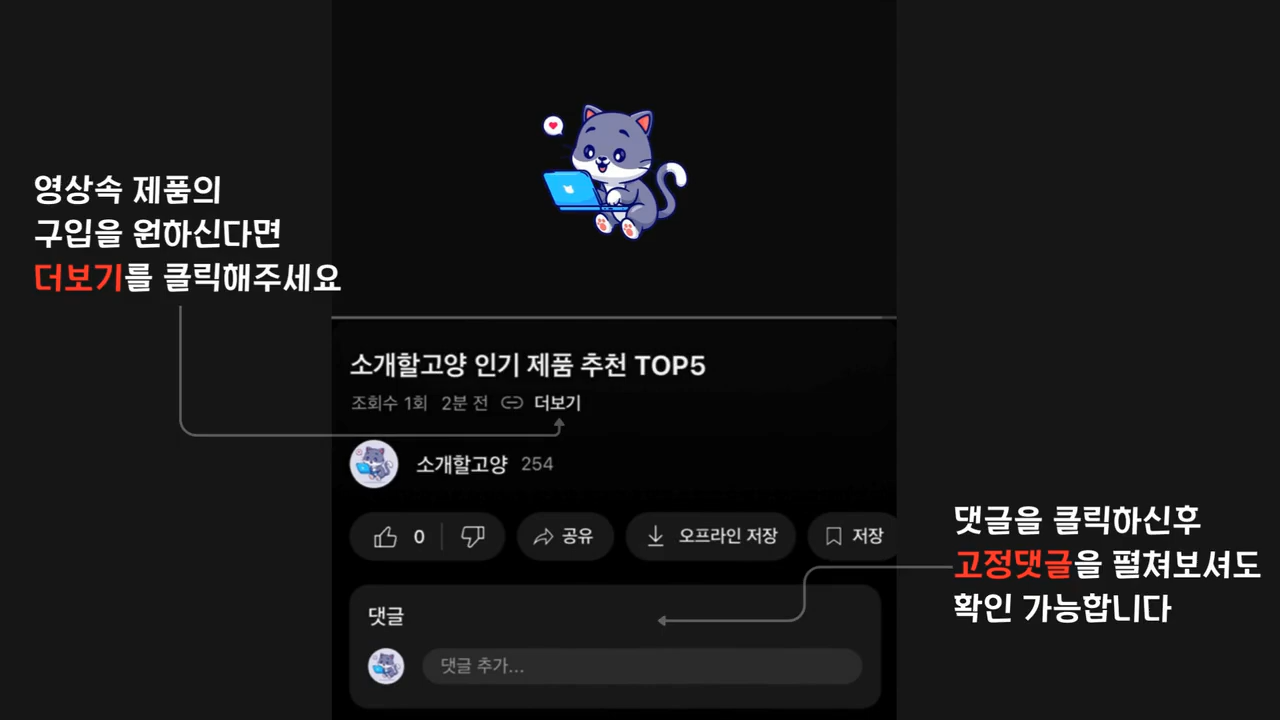 영상속 제품의
구입을 원하신다면
더보기를 클릭해주세요
소개할고양 인기 제품 추천 TOP5
조회수 1회 2분 전 더보기
소개할고양 254
0 공유 오프라인 저장 저장
댓글을 클릭하신후
고정댓글을 펼쳐보셔도
확인 가능합니다
댓글
댓글 추가...